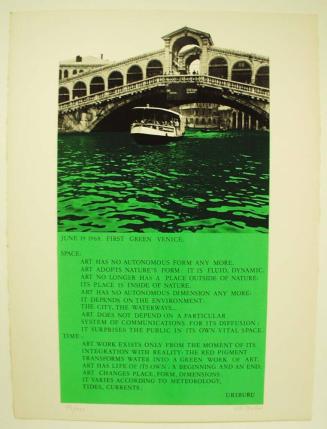 JUNE 19 1968. FIRST GREEN VENICE.
SPACE:
ART HAS NO AUTONOMOUS FORM ANY MORE.
ART ADOPTS NATURE'S FORM: IT IS FLUID, DYNAMIC.
ART NO LONGER HAS A PLACE OUTSIDE OF NATURE:
ITS PLACE IS INSIDE OF NATURE.
ART HAS NO AUTONOMOUS DIMENSION ANY MORE:
IT DEPENDS ON THE ENVIRONMENT:
THE CITY, THE WATERWAYS...
ART DOES NOT DEPEND ON A PARTICULAR
SYSTEM OF COMMUNICATIONS, FOR ITS DIFFUSION;
IT SURPRISES THE PUBLIC IN ITS OWN VITAL SPACE.
TIME:
ART WORK EXISTS ONLY FROM THE MOMENT OF ITS
INTEGRATION WITH REALITY: THE RED PIGMENT
TRANSFORMS WATER INTO A GREEN WORK OF ART.
ART HAS LIFE OF ITS OWN: A BEGINNING AND AN END.
ART CHANGES PLACE, FORM, DIMENSIONS:
IT VARIES ACCORDING TO METEOROLOGY,
TIDES, CURRENTS.
URIBURU